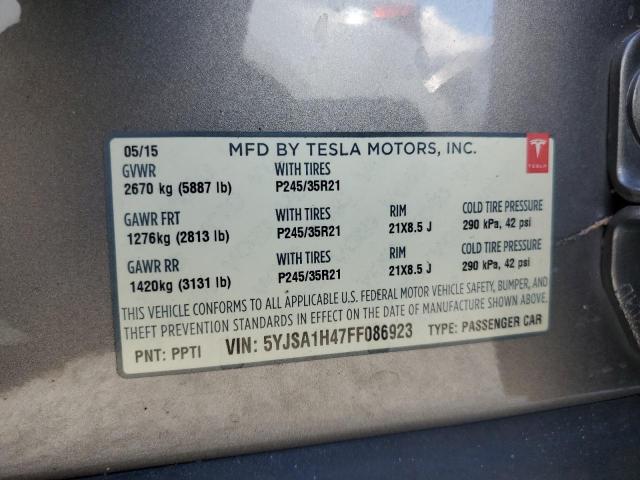 05/15 MFD BY TESLA MOTORS, INC.
GVWR WITH TIRES
2670 kg (5887 lb) P245/35R21
GAWR FRT WITH TIRES RIM COLD TIRE PRESSURE
1276kg (2813 lb) P245/35R21 21X8.5 J 290 kPa, 42 psi
GAWR RR WITH TIRES RIM COLD TIRE PRESSURE
1420kg (3131 lb) P245/35R21 21X8.5 J 290 kPa, 42 psi
THIS VEHICLE CONFORMS TO ALL APPLICABLE U.S. FEDERAL MOTOR VEHICLE SAFETY, BUMPER, AND
THEFT PREVENTION STANDARDS IN EFFECT ON THE DATE OF MANUFACTURE SHOWN ABOVE.
PNT: PPTI VIN: 5YJSA1H47FF086923 TYPE: PASSENGER CAR